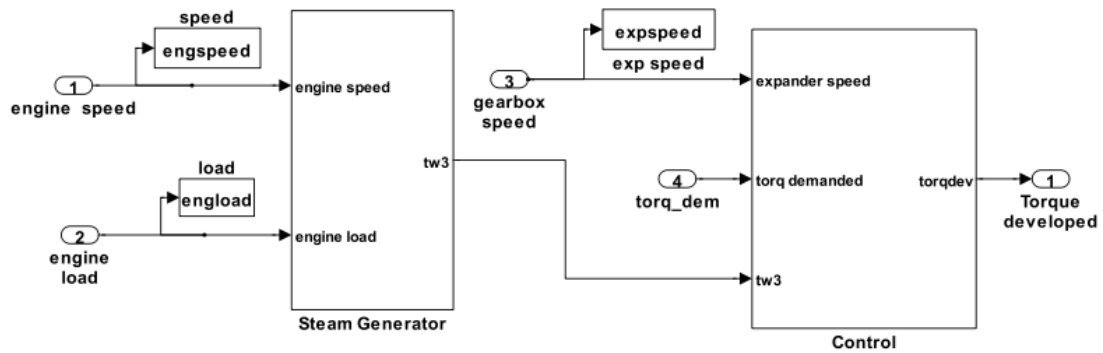 speed
engspeed
1
engine speed
engine speed
load
engload
2
engine
load
engine load
tw3
Steam Generator
expspeed
exp speed
3
gearbox
speed
expander speed
4
torq_dem
torq demanded
tw3
torqdev
Control
1
Torque
developed